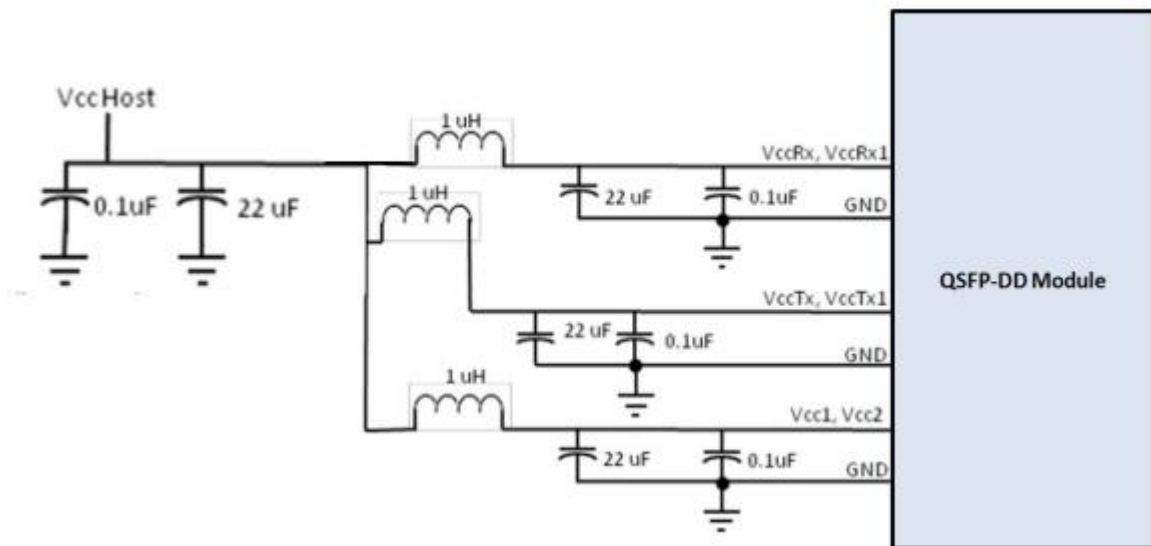 VccHost
1 uH
VccRx, VccRx1
0.1uF
22 uF
1 uH
22 uF
0.1uF
GND
QSFP-DD Module
VccTx, VccTx1
22 uF
0.1uF
GND
1 uH
Vcc1, Vcc2
22 uF
0.1uF
GND